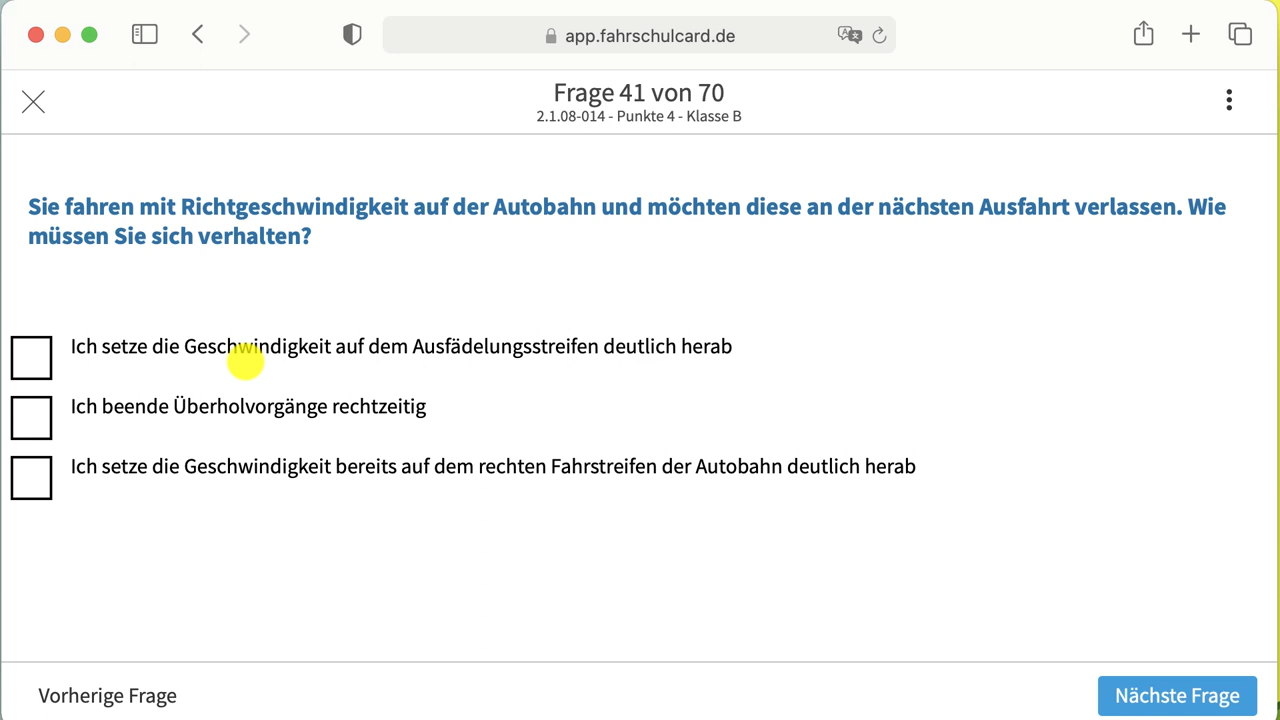 app.fahrschulcard.de
Frage 41 von 70
2.1.08-014 - Punkte 4 - Klasse B
Sie fahren mit Richtgeschwindigkeit auf der Autobahn und möchten diese an der nächsten Ausfahrt verlassen. Wie
müssen Sie sich verhalten?
Ich setze die Geschwindigkeit auf dem Ausfädelungsstreifen deutlich herab
Ich beende Überholvorgänge rechtzeitig
Ich setze die Geschwindigkeit bereits auf dem rechten Fahrstreifen der Autobahn deutlich herab
Vorherige Frage
Nächste Frage